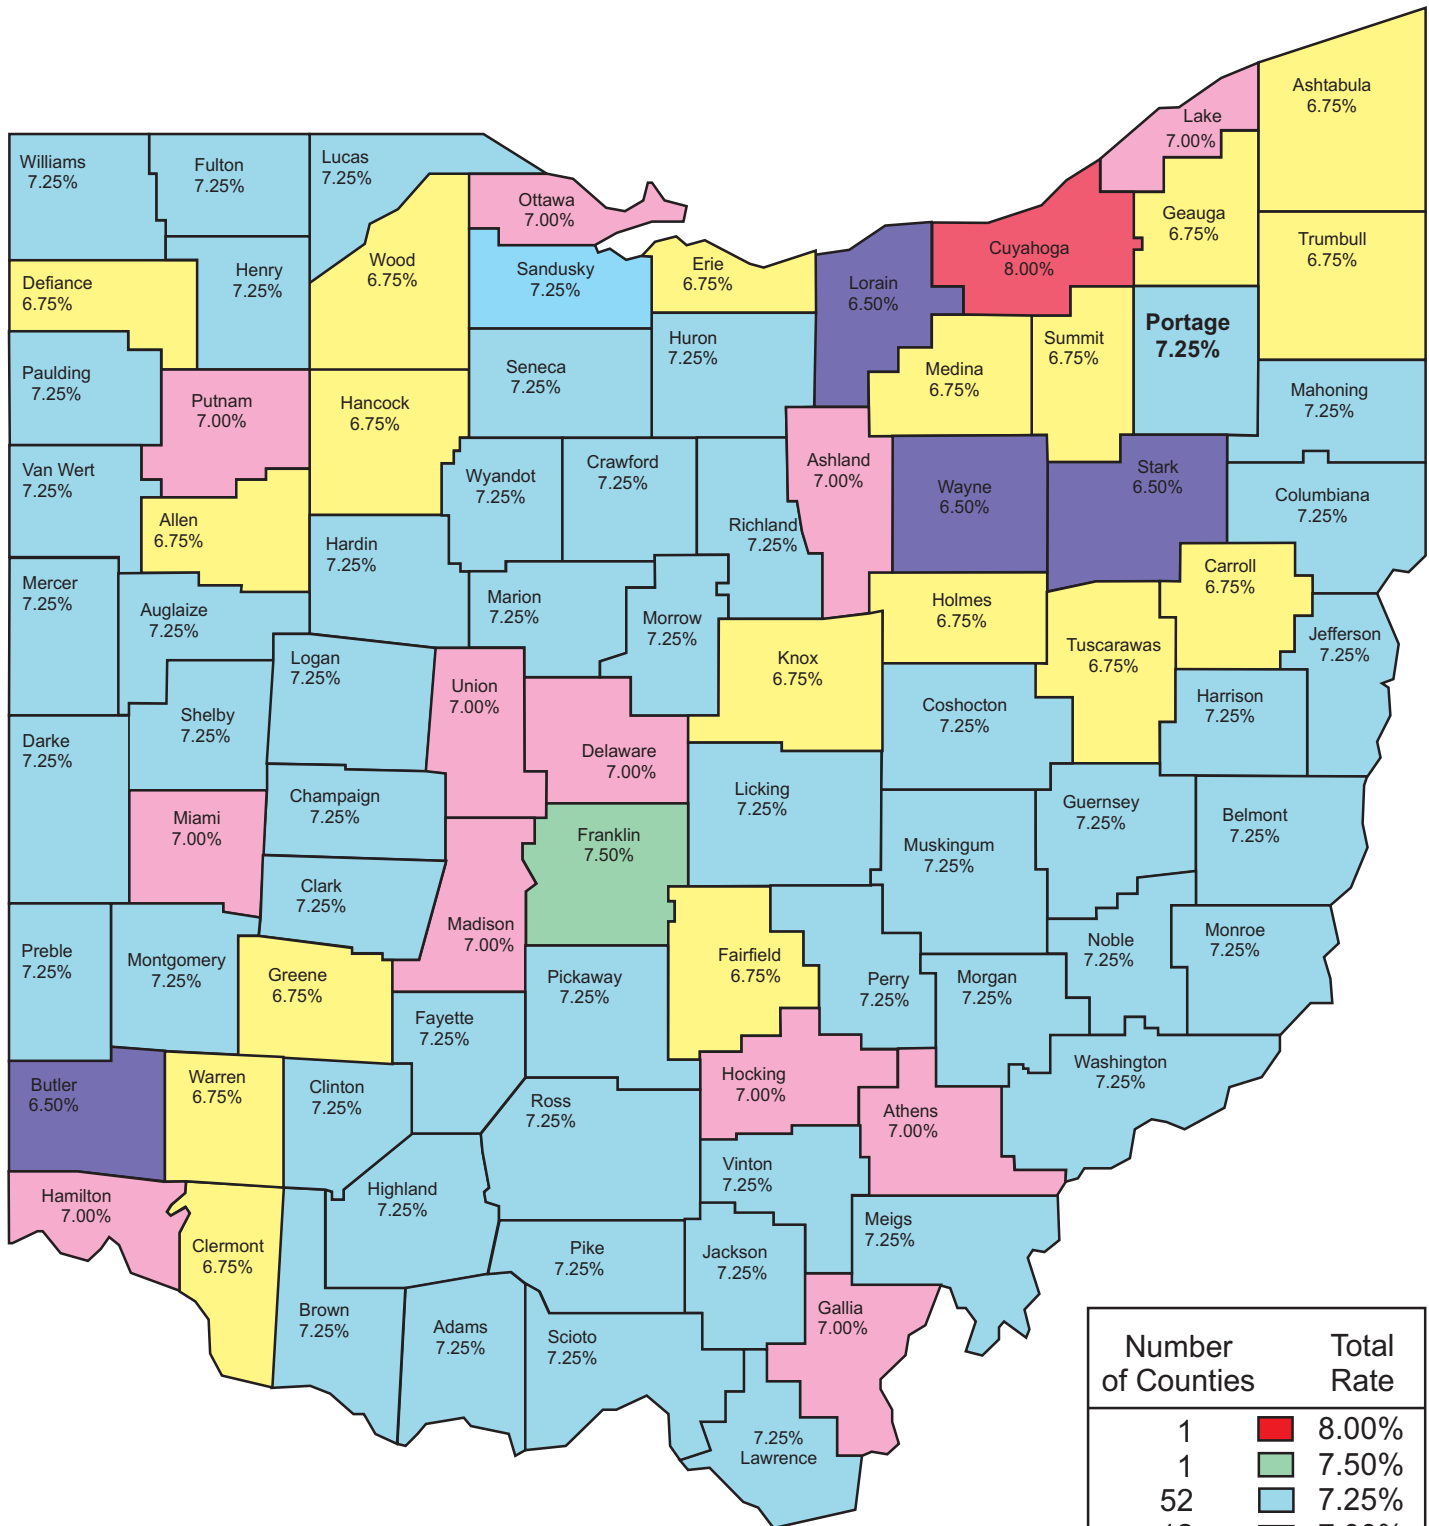 Ashtabula
6.75%
Lake
7.00%
Williams
7.25%
Fulton
7.25%
Lucas
7.25%
Ottawa
7.00%
Geauga
6.75%
Trumbull
6.75%
Cuyahoga
8.00%
Wood
6.75%
Henry
7.25%
Sandusky
7.25%
Erie
6.75%
Lorain
6.50%
Defiance
6.75%
Portage
7.25%
Huron
7.25%
Summit
6.75%
Seneca
7.25%
Medina
6.75%
Paulding
7.25%
Mahoning
7.25%
Putnam
7.00%
Hancock
6.75%
Ashland
7.00%
Van Wert
7.25%
Wyandot
7.25%
Crawford
7.25%
Wayne
6.50%
Stark
6.50%
Columbiana
7.25%
Allen
6.75%
Richland
7.25%
Hardin
7.25%
Carroll
6.75%
Mercer
7.25%
Auglaize
7.25%
Marion
7.25%
Morrow
7.25%
Holmes
6.75%
Jefferson
7.25%
Tuscarawas
6.75%
Logan
7.25%
Knox
6.75%
Union
7.00%
Coshocton
7.25%
Harrison
7.25%
Shelby
7.25%
Darke
7.25%
Delaware
7.00%
Licking
7.25%
Champaign
7.25%
Guernsey
7.25%
Belmont
7.25%
Miami
7.00%
Franklin
7.50%
Muskingum
7.25%
Clark
7.25%
Madison
7.00%
Monroe
7.25%
Noble
7.25%
Preble
7.25%
Montgomery
7.25%
Greene
6.75%
Fairfield
6.75%
Pickaway
7.25%
Perry
7.25%
Morgan
7.25%
Fayette
7.25%
Washington
7.25%
Butler
6.50%
Warren
6.75%
Clinton
7.25%
Hocking
7.00%
Ross
7.25%
Athens
7.00%
Vinton
7.25%
Hamilton
7.00%
Highland
7.25%
Meigs
7.25%
Clermont
6.75%
Pike
7.25%
Jackson
7.25%
Brown
7.25%
Adams
7.25%
Scioto
7.25%
Gallia
7.00%
7.25%
Lawrence
Number Total
of Counties Rate
1 8.00%
1 7.50%
52 7.25%